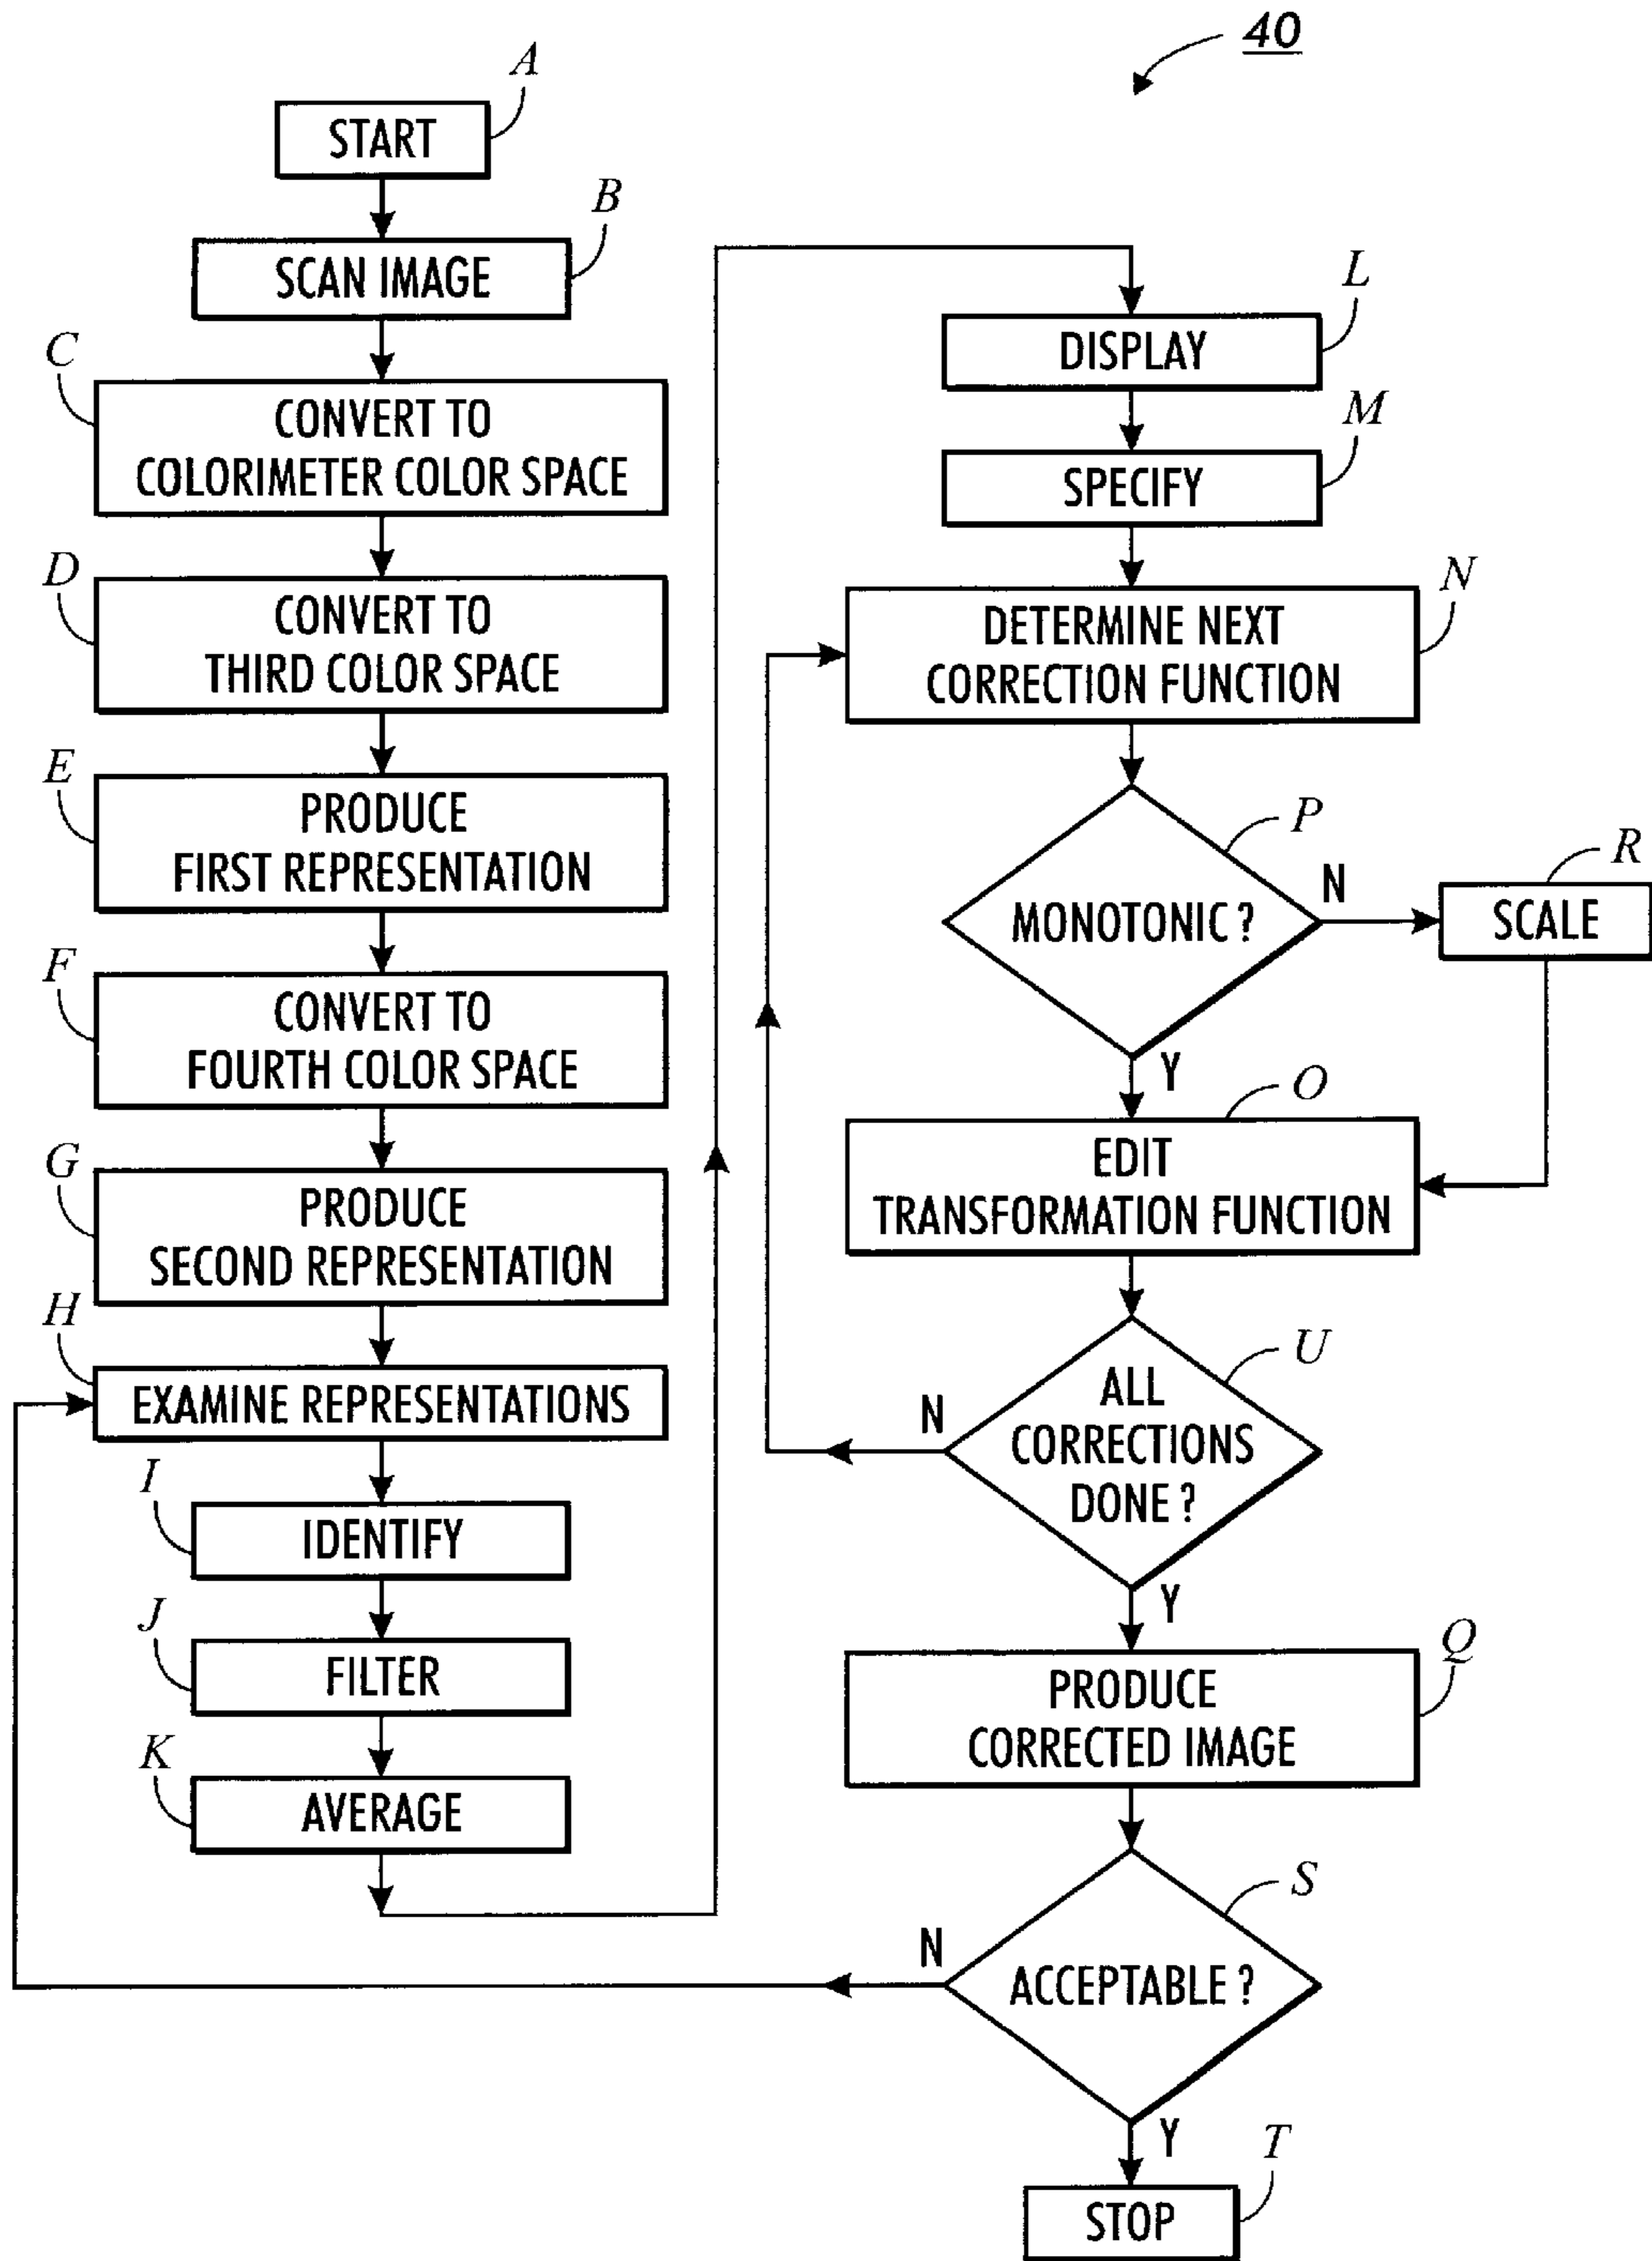 40
A
START
B
SCAN IMAGE
C
CONVERT TO
COLORIMETER COLOR SPACE
D
CONVERT TO
THIRD COLOR SPACE
E
PRODUCE
FIRST REPRESENTATION
F
CONVERT TO
FOURTH COLOR SPACE
G
PRODUCE
SECOND REPRESENTATION
H
EXAMINE REPRESENTATIONS
I
IDENTIFY
J
FILTER
K
AVERAGE
L
DISPLAY
M
SPECIFY
N
DETERMINE NEXT
CORRECTION FUNCTION
P
MONOTONIC ?
N
R
SCALE
Y
O
EDIT
TRANSFORMATION FUNCTION
U
ALL
CORRECTIONS
DONE ?
N
Y
Q
PRODUCE
CORRECTED IMAGE
S
ACCEPTABLE ?
N
Y
T
STOP